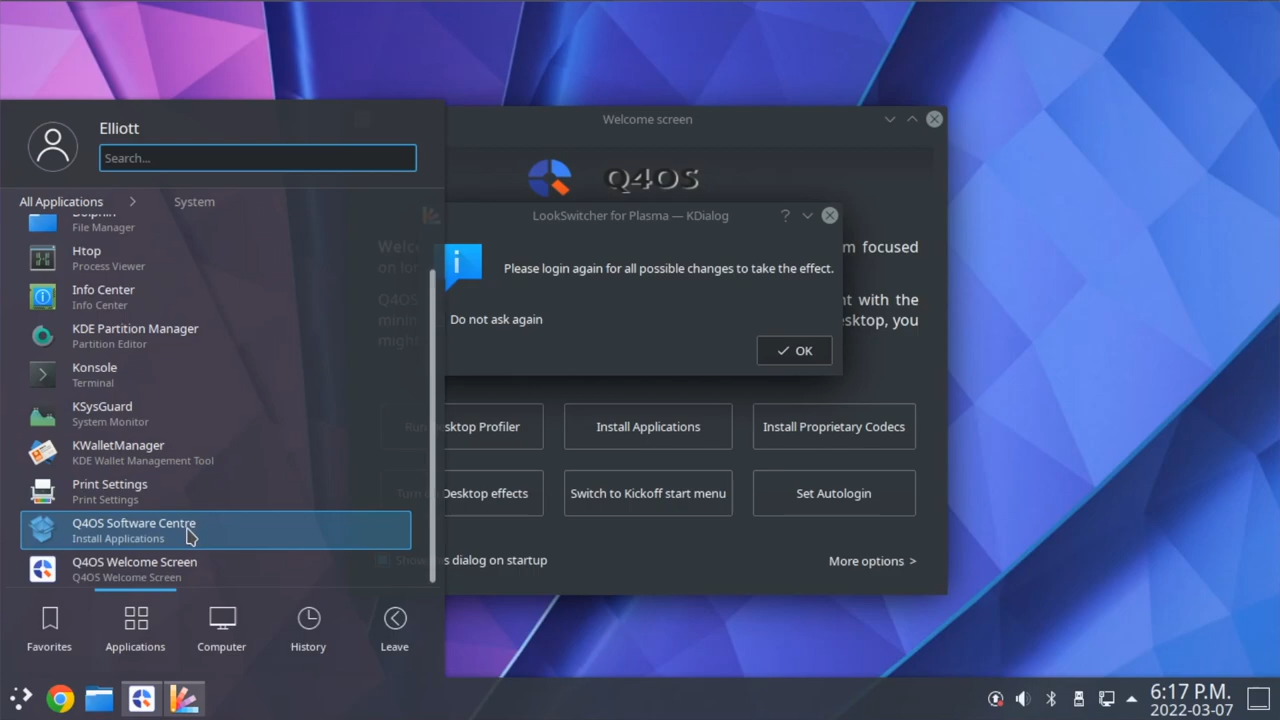 Elliott
Search...
All Applications
System
Dolphin
File Manager
Htop
Process Viewer
Info Center
Info Center
KDE Partition Manager
Partition Editor
Konsole
Terminal
KSysGuard
System Monitor
KWalletManager
KDE Wallet Management Tool
Print Settings
Print Settings
Q4OS Software Centre
Install Applications
Q4OS Welcome Screen
Q4OS Welcome Screen
Favorites
Applications
Computer
History
Leave
Welcome screen
Q4OS
LookSwitcher for Plasma — KDialog
?
i
Please login again for all possible changes to take the effect.
Do not ask again
OK
m focused
t with the
esktop, you
might
Run Desktop Profiler
Install Applications
Install Proprietary Codecs
Desktop effects
Switch to Kickoff start menu
Set Autologin
s dialog on startup
More options >
6:17 P.M.
2022-03-07